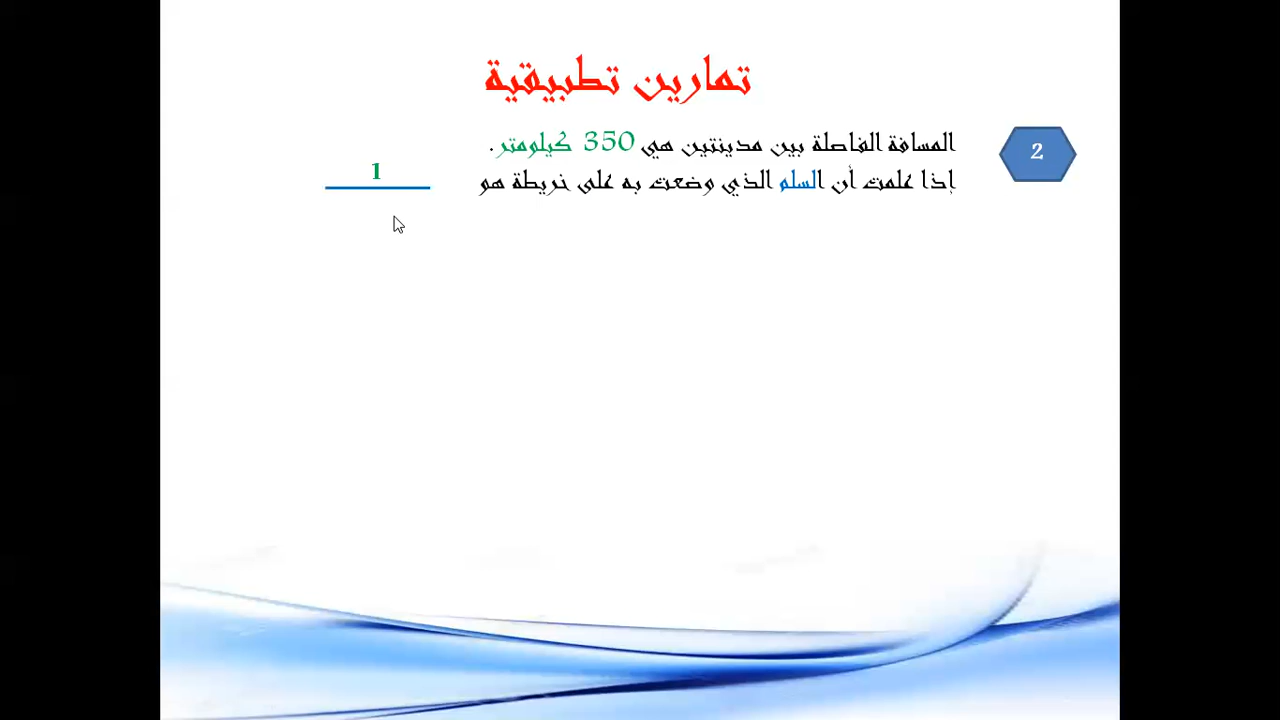 تمارين تطبيقية
2
المسافة الفاصلة بين مدينتين هي 350 كيلومتر.
إذا علمت أن السلم الذي وضعت به على خريطة هو 1